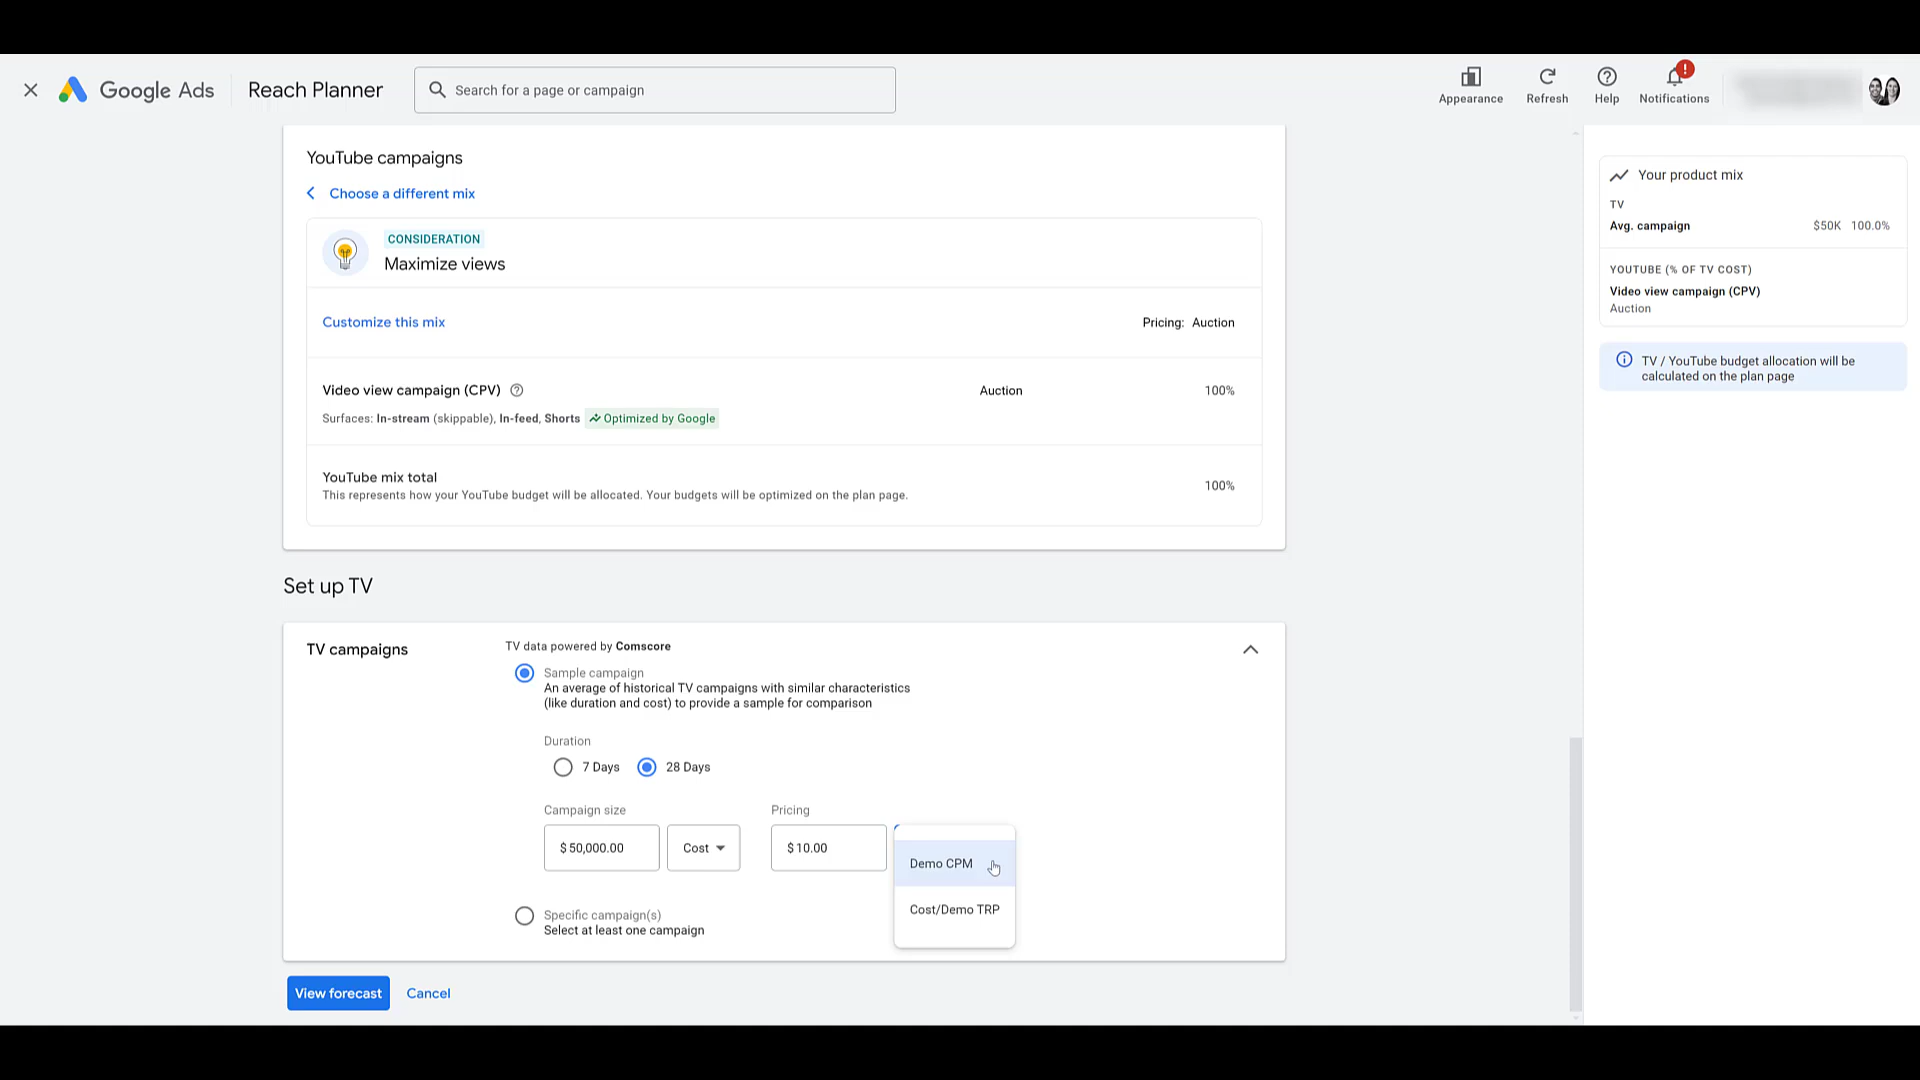 Google Ads
Reach Planner
Search for a page or campaign
Appearance
Refresh
Help
!
Notifications
YouTube campaigns
Choose a different mix
CONSIDERATION
Maximize views
Customize this mix
Pricing: Auction
Video view campaign (CPV)
Auction
100%
Surfaces: In-stream (skippable), In-feed, Shorts
Optimized by Google
YouTube mix total
This represents how your YouTube budget will be allocated. Your budgets will be optimized on the plan page.
100%
Set up TV
TV campaigns
TV data powered by Comscore
Sample campaign
An average of historical TV campaigns with similar characteristics
(like duration and cost) to provide a sample for comparison
Duration
7 Days
28 Days
Campaign size
Pricing
$ 50,000.00
Cost
$ 10.00
Demo CPM
Cost/Demo TRP
Specific campaign(s)
Select at least one campaign
View forecast
Cancel
Your product mix
TV
Avg. campaign $50K 100.0%
YOUTUBE (% OF TV COST)
Video view campaign (CPV)
Auction
TV / YouTube budget allocation will be
calculated on the plan page